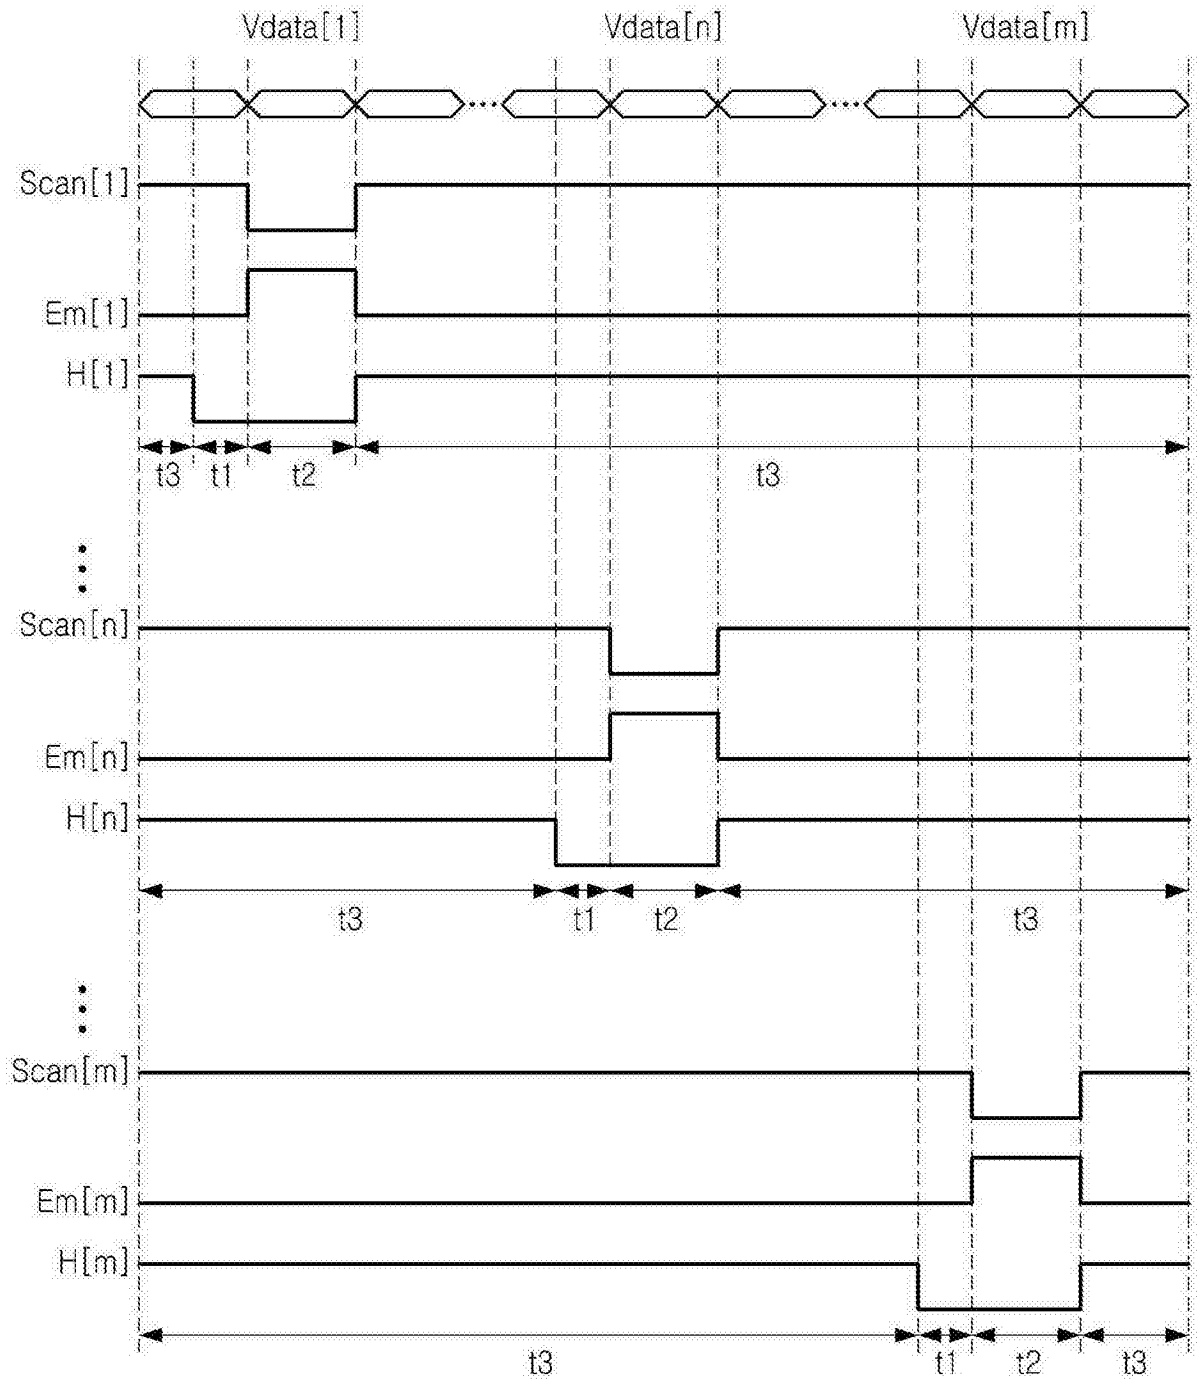 Vdata[1] Vdata[n] Vdata[m]
Scan[1]
Em[1]
H[1]
t3 t1 t2 t3
Scan[n]
Em[n]
H[n]
t3 t1 t2 t3
Scan[m]
Em[m]
H[m]
t3 t1 t2 t3